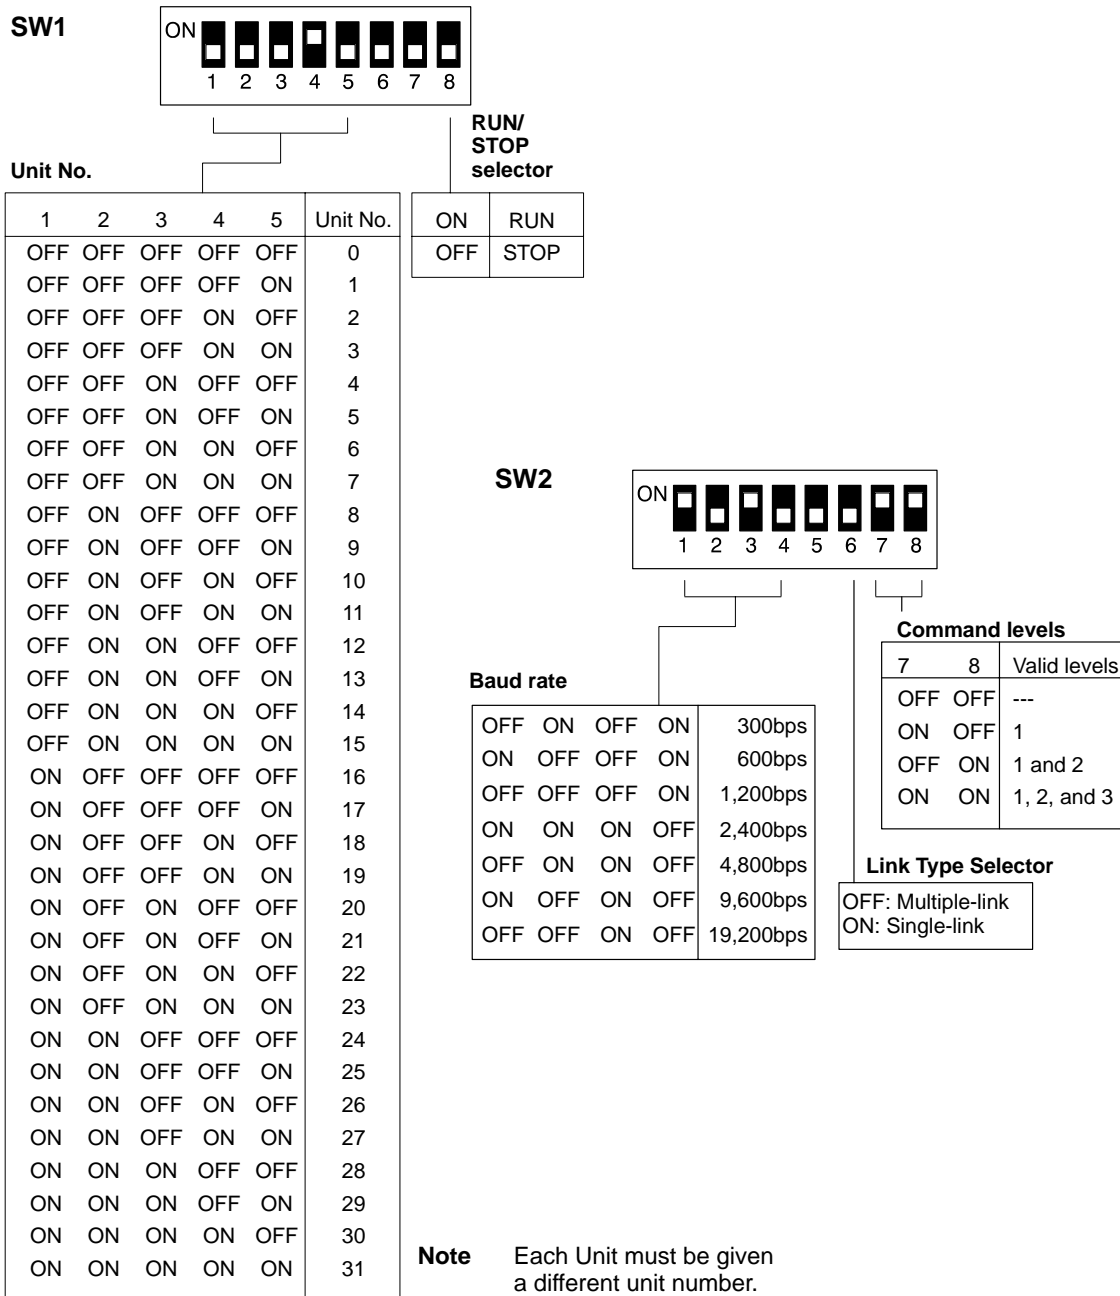 SW1
ON
1 2 3 4 5 6 7 8
RUN/
STOP
selector
Unit No.
1 2 3 4 5 Unit No.
OFF OFF OFF OFF OFF 0
OFF OFF OFF OFF ON 1
OFF OFF OFF ON OFF 2
OFF OFF OFF ON ON 3
OFF OFF ON OFF OFF 4
OFF OFF ON OFF ON 5
OFF OFF ON ON OFF 6
OFF OFF ON ON ON 7
OFF ON OFF OFF OFF 8
OFF ON OFF OFF ON 9
OFF ON OFF ON OFF 10
OFF ON OFF ON ON 11
OFF ON ON OFF OFF 12
OFF ON ON OFF ON 13
OFF ON ON ON OFF 14
OFF ON ON ON ON 15
ON OFF OFF OFF OFF 16
ON OFF OFF OFF ON 17
ON OFF OFF ON OFF 18
ON OFF OFF ON ON 19
ON OFF ON OFF OFF 20
ON OFF ON OFF ON 21
ON OFF ON ON OFF 22
ON OFF ON ON ON 23
ON ON OFF OFF OFF 24
ON ON OFF OFF ON 25
ON ON OFF ON OFF 26
ON ON OFF ON ON 27
ON ON ON OFF OFF 28
ON ON ON OFF ON 29
ON ON ON ON OFF 30
ON ON ON ON ON 31
ON RUN
OFF STOP
SW2
ON
1 2 3 4 5 6 7 8
Baud rate
OFF ON OFF ON 300bps
ON OFF OFF ON 600bps
OFF OFF OFF ON 1,200bps
ON ON ON OFF 2,400bps
OFF ON ON OFF 4,800bps
ON OFF ON OFF 9,600bps
OFF OFF ON OFF 19,200bps
Command levels
7 8 Valid levels
OFF OFF ---
ON OFF 1
OFF ON 1 and 2
ON ON 1, 2, and 3
Link Type Selector
OFF: Multiple-link
ON: Single-link
Note Each Unit must be given
a different unit number.